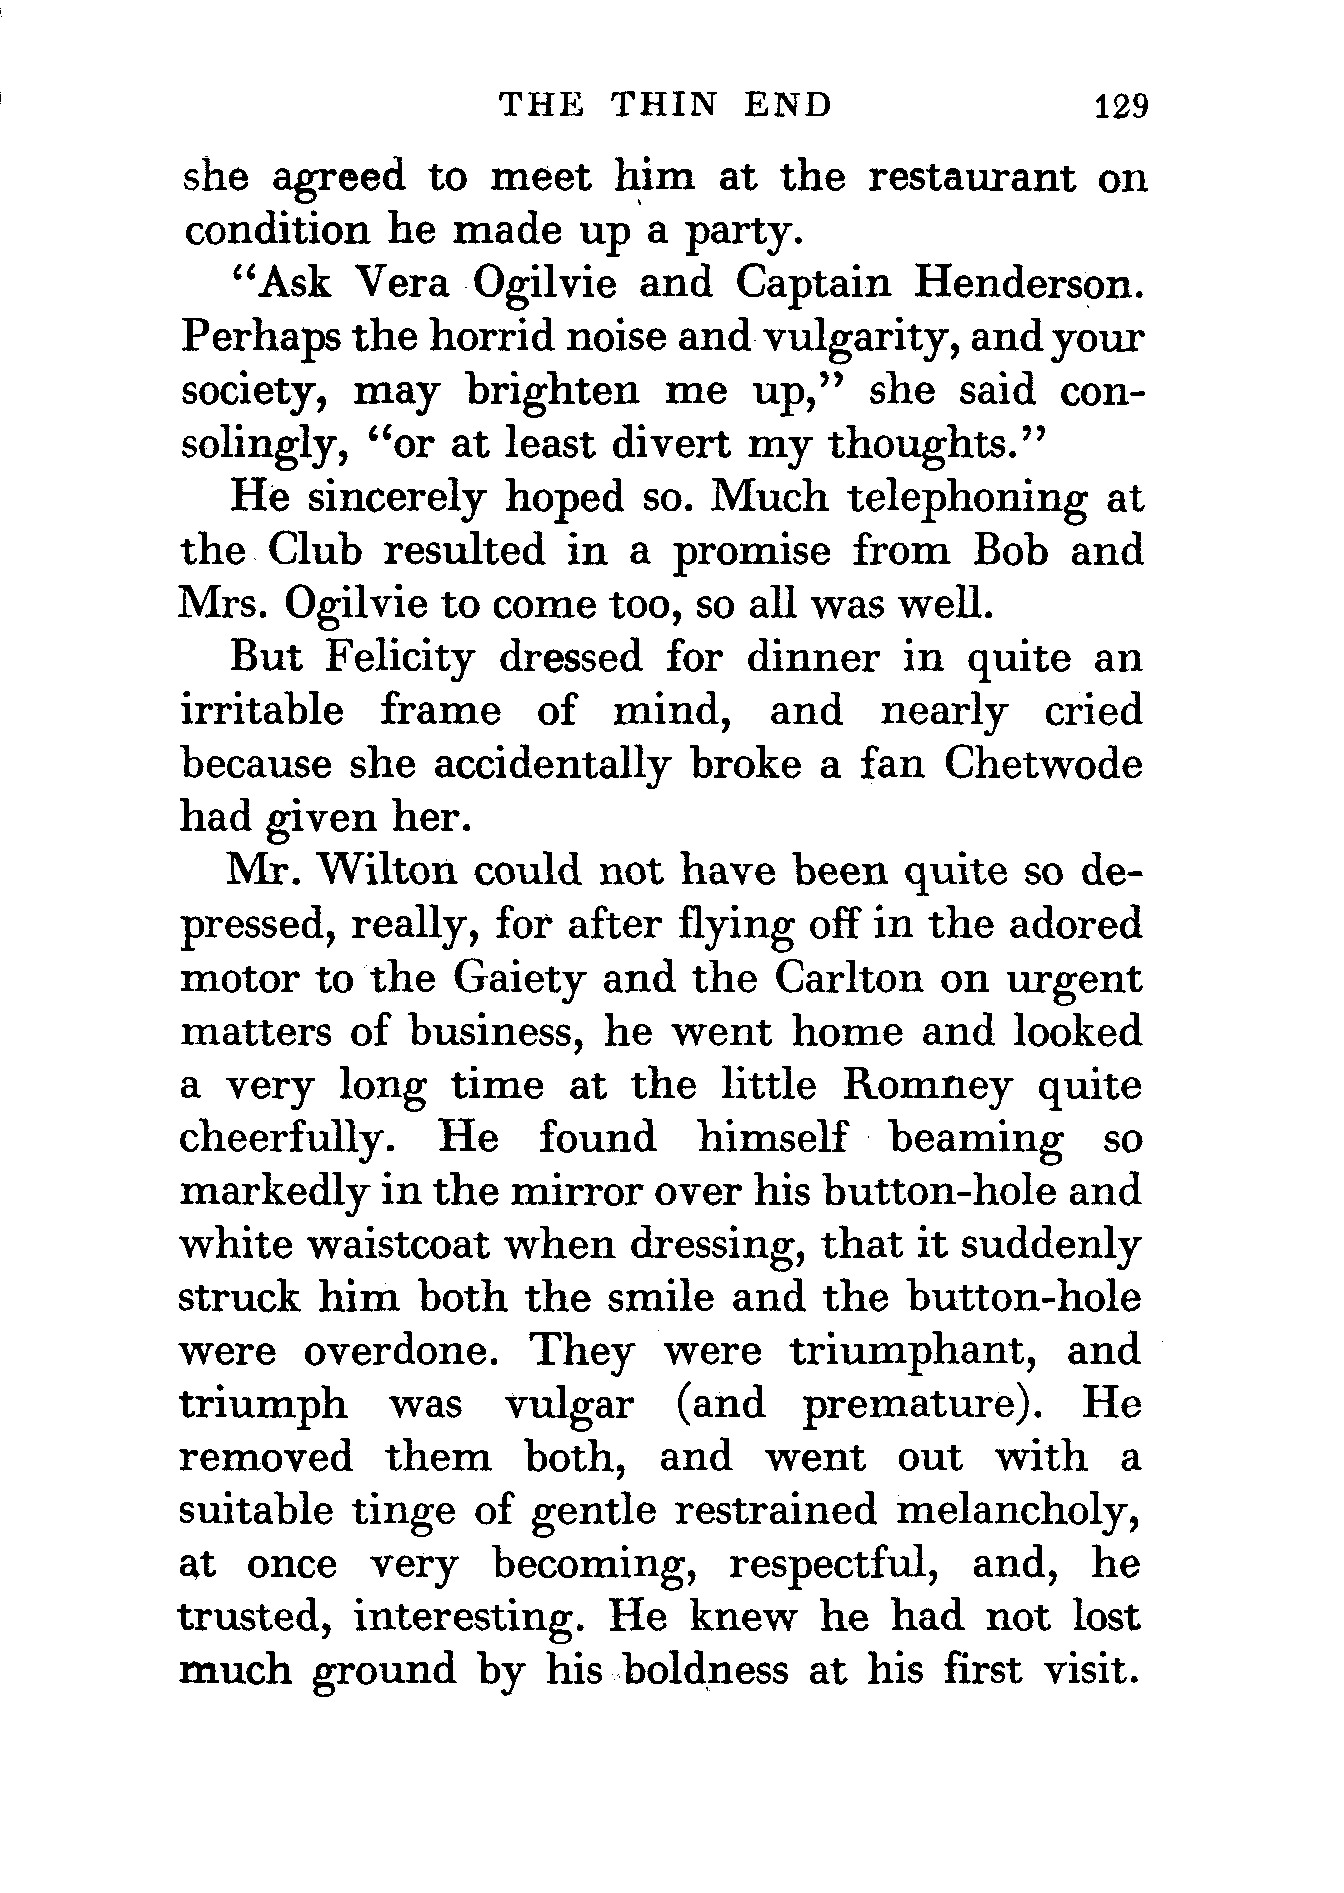 THE THIN END 129
she agreed to meet him at the restaurant on
condition he made up a party.
“Ask Vera Ogilvie and Captain Henderson.
Perhaps the horrid noise and vulgarity, and your
society, may brighten me up,” she said con-
solingly, “or at least divert my thoughts.”
He sincerely hoped so. Much telephoning at
the Club resulted in a promise from Bob and
Mrs. Ogilvie to come too, so all was well.
But Felicity dressed for dinner in quite an
irritable frame of mind, and nearly cried
because she accidentally broke a fan Chetwode
had given her.
Mr. Wilton could not have been quite so de-
pressed, really, for after flying off in the adored
motor to the Gaiety and the Carlton on urgent
matters of business, he went home and looked
a very long time at the little Romney quite
cheerfully. He found himself beaming so
markedly in the mirror over his button-hole and
white waistcoat when dressing, that it suddenly
struck him both the smile and the button-hole
were overdone. They were triumphant, and
triumph was vulgar (and premature). He
removed them both, and went out with a
suitable tinge of gentle restrained melancholy,
at once very becoming, respectful, and, he
trusted, interesting. He knew he had not lost
much ground by his boldness at his first visit.